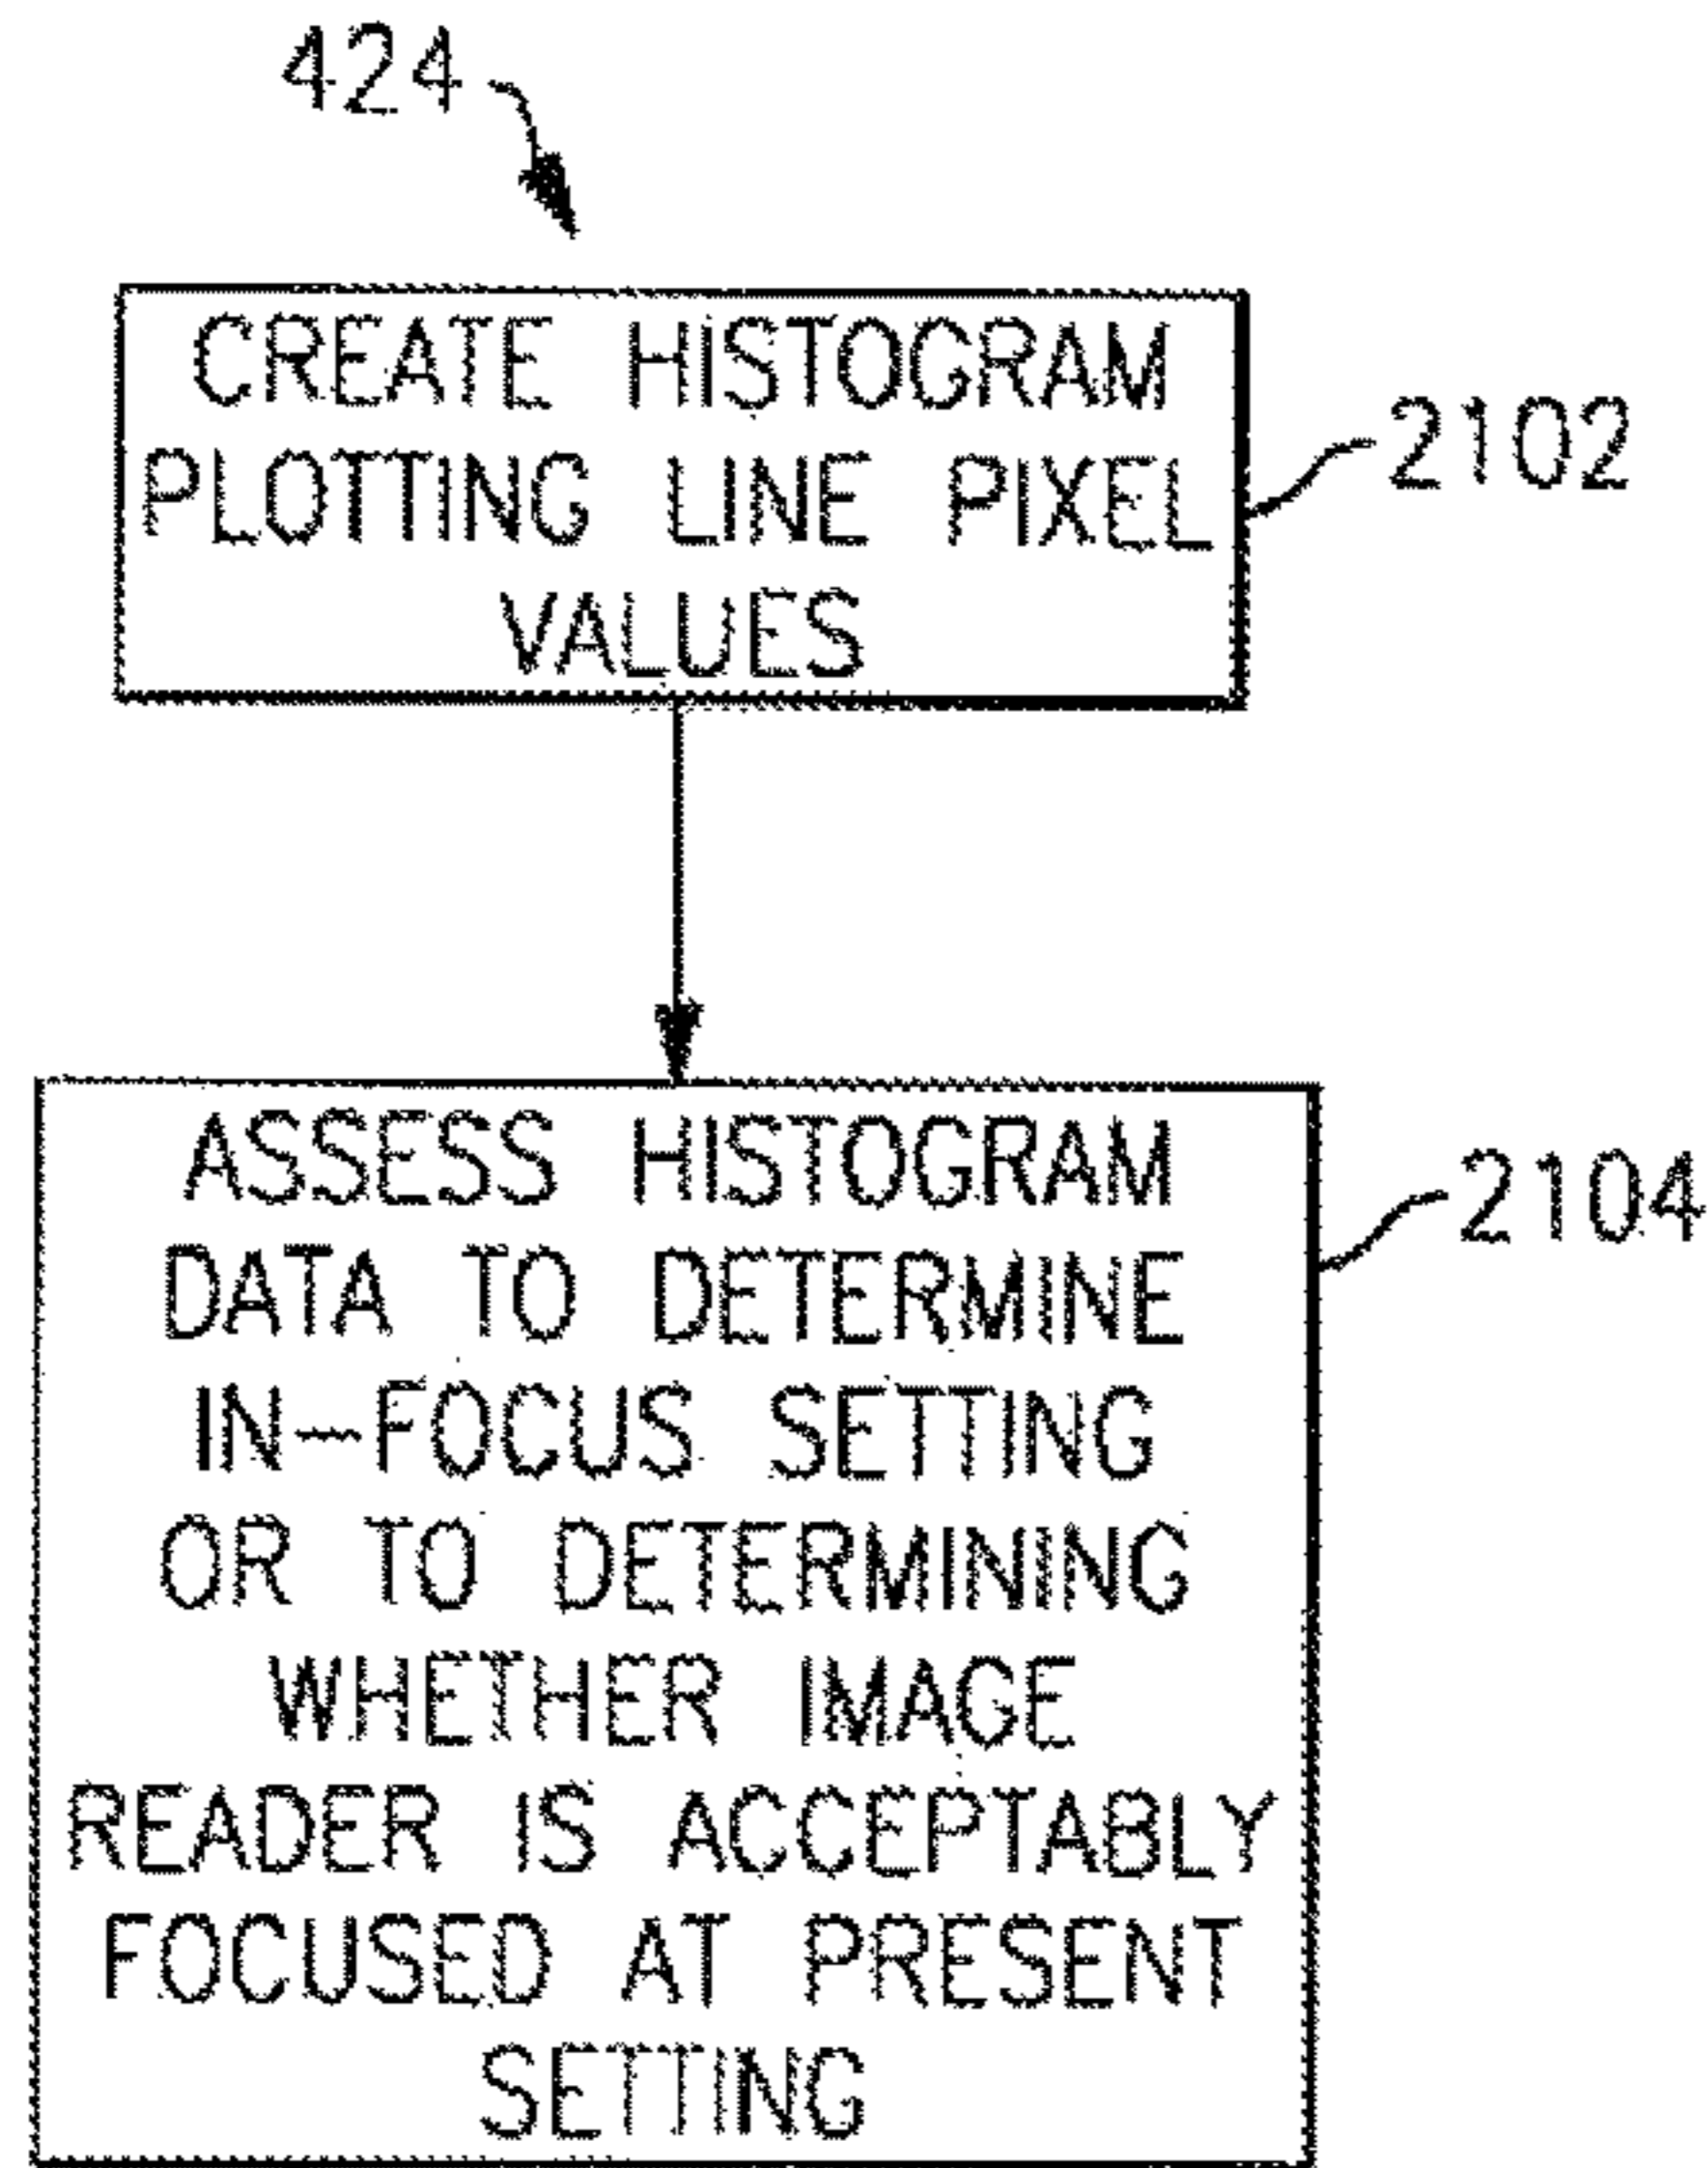 424
CREATE HISTOGRAM
PLOTTING LINE PIXEL
VALUES
2102
ASSESS HISTOGRAM
DATA TO DETERMINE
IN-FOCUS SETTING
OR TO DETERMINING
WHETHER IMAGE
READER IS ACCEPTABLY
FOCUSED AT PRESENT
SETTING
2104